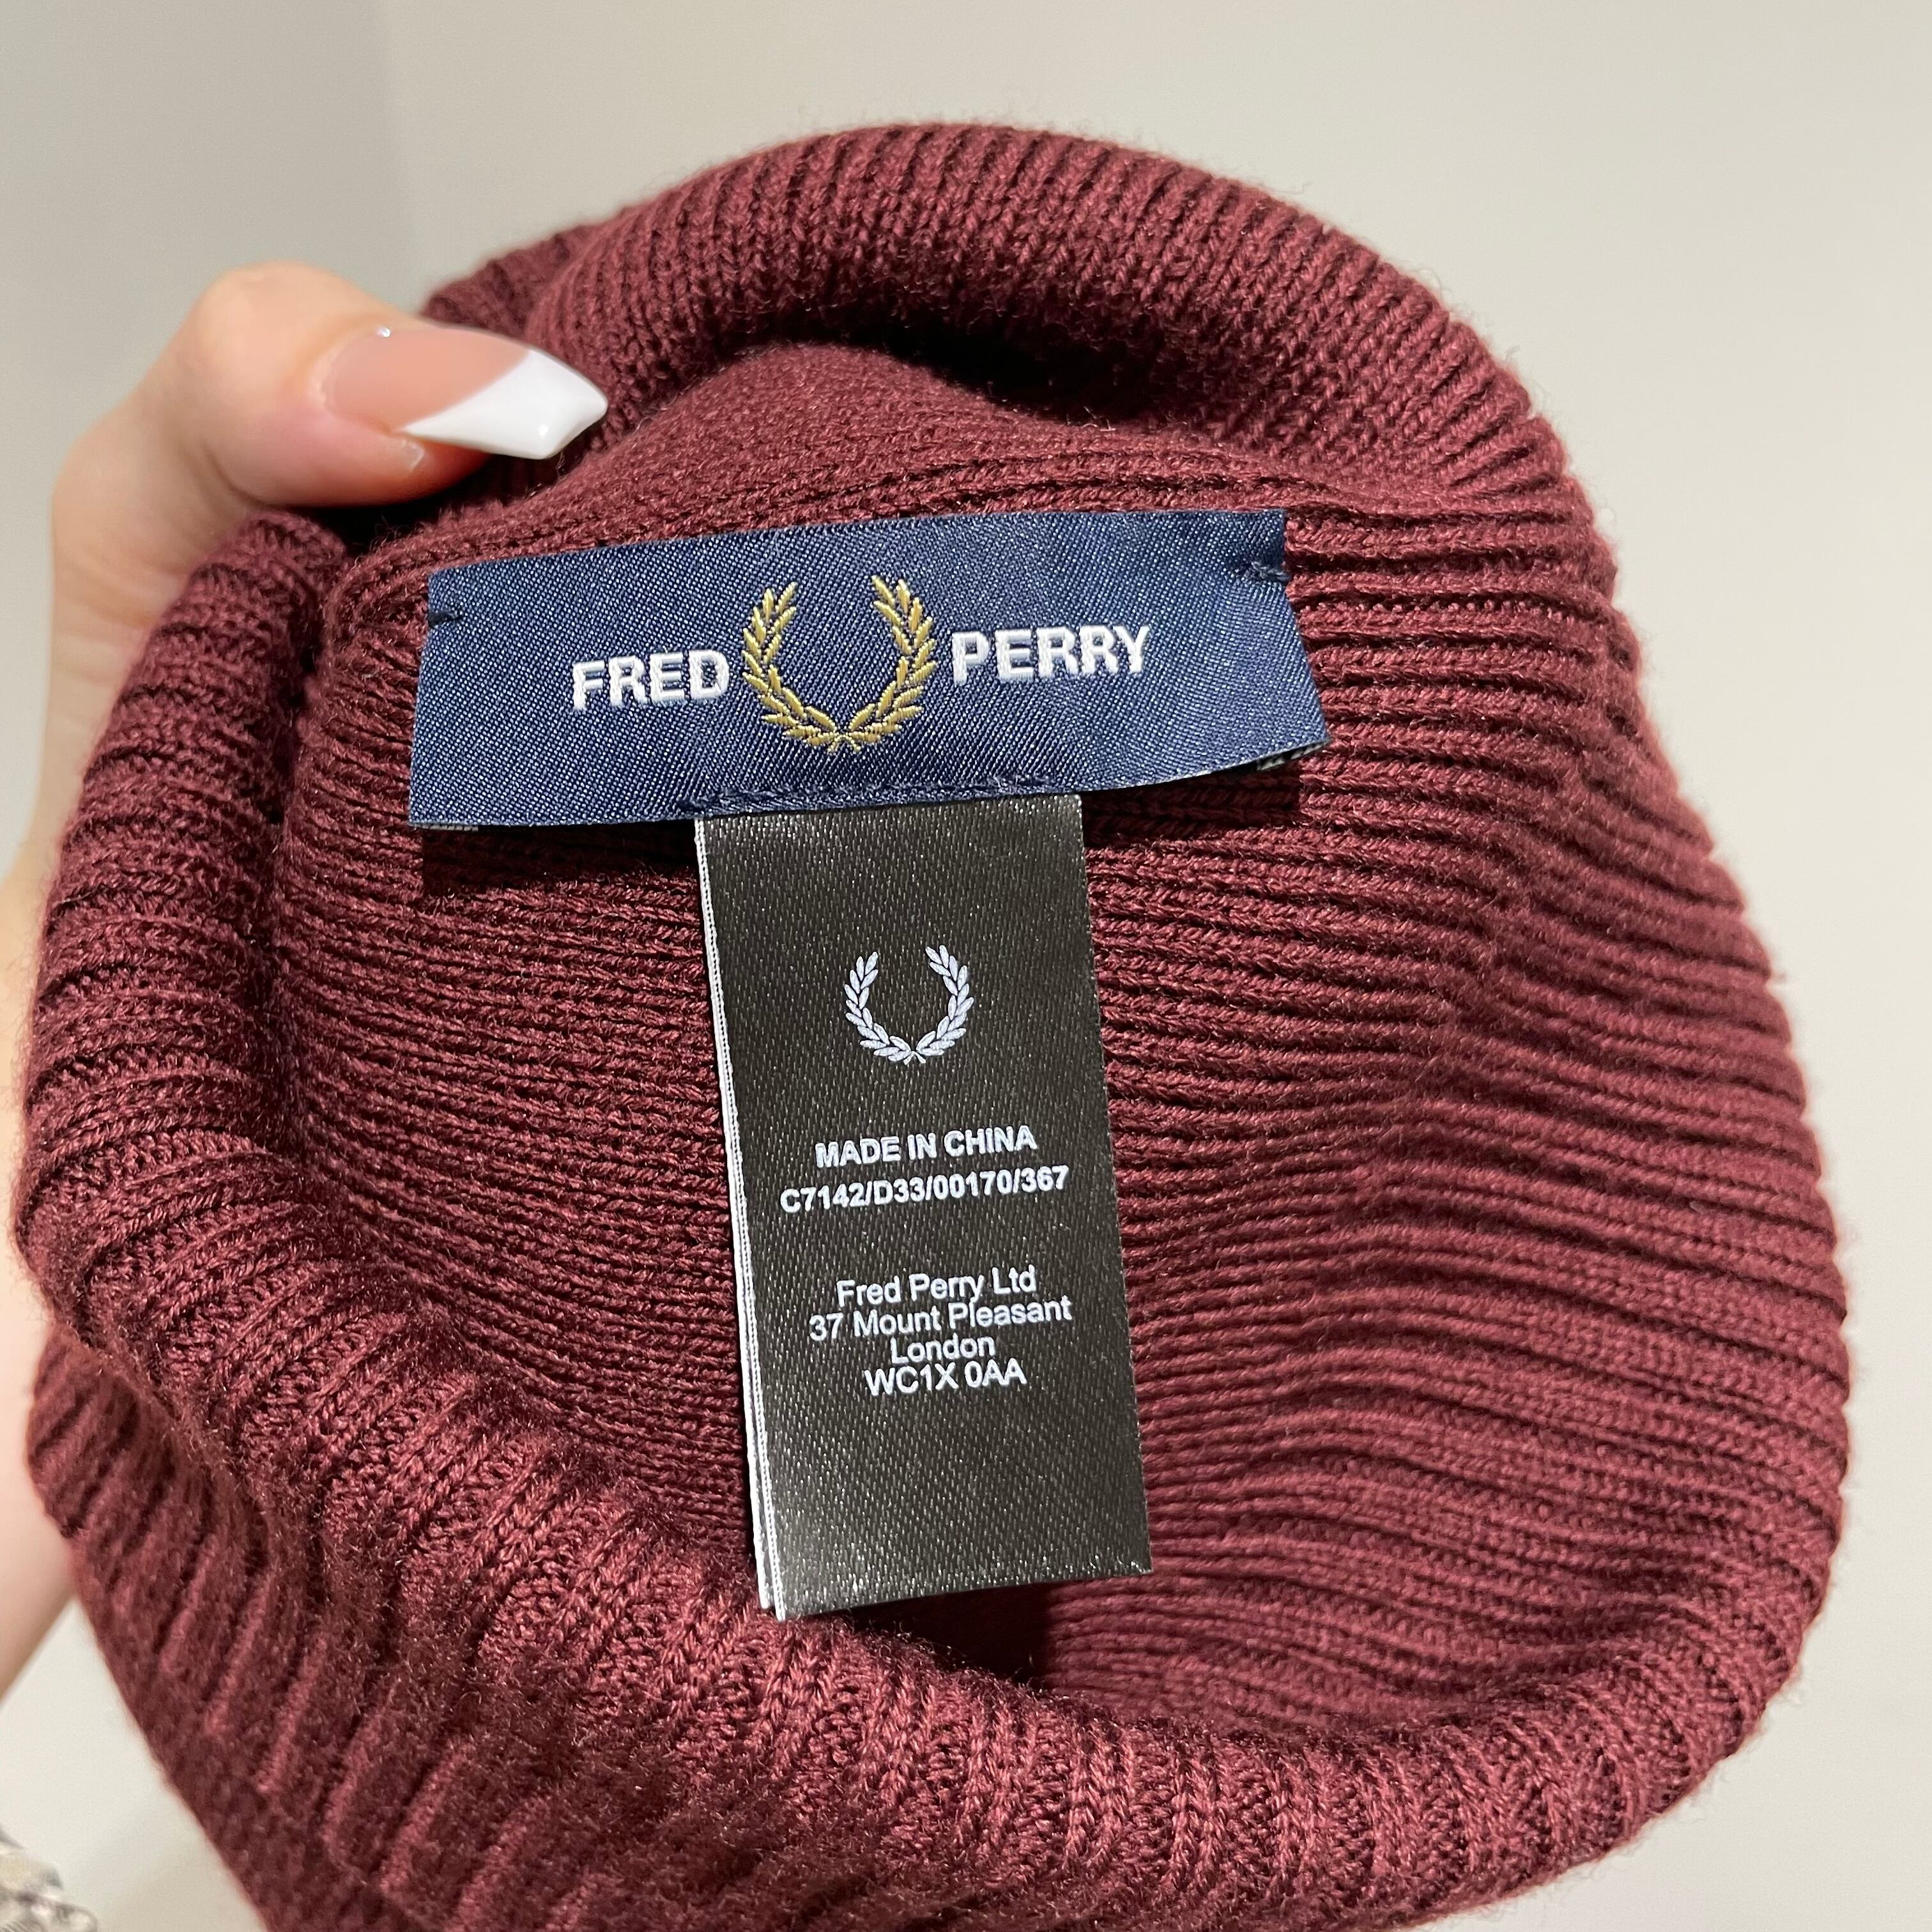 FRED PERRY
MADE IN CHINA
C7142/D33/00170/367
Fred Perry Ltd
37 Mount Pleasant
London
WC1X 0AA